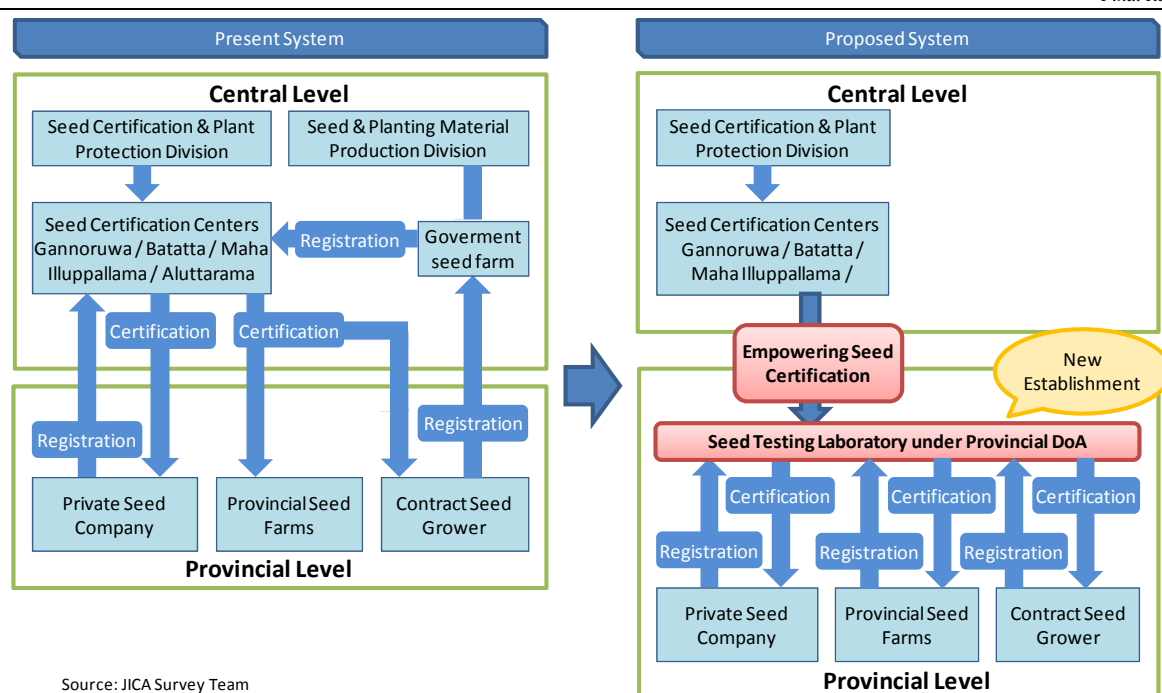 Present System
Central Level
Seed Certification & Plant
Protection Division
Seed & Planting Material
Production Division
Seed Certification Centers
Gannoruwa / Batatta / Maha
Illuppallama / Aluttarama
Registration
Goverment
seed farm
Certification
Certification
Registration
Registration
Private Seed
Company
Provincial Seed
Farms
Contract Seed
Grower
Provincial Level
Source: JICA Survey Team
Proposed System
Central Level
Seed Certification & Plant
Protection Division
Seed Certification Centers
Gannoruwa / Batatta /
Maha Illuppallama /
Empowering Seed
Certification
New
Establishment
Seed Testing Laboratory under Provincial DoA
Certification
Certification
Certification
Registration
Registration
Registration
Private Seed
Company
Provincial Seed
Farms
Contract Seed
Grower
Provincial Level